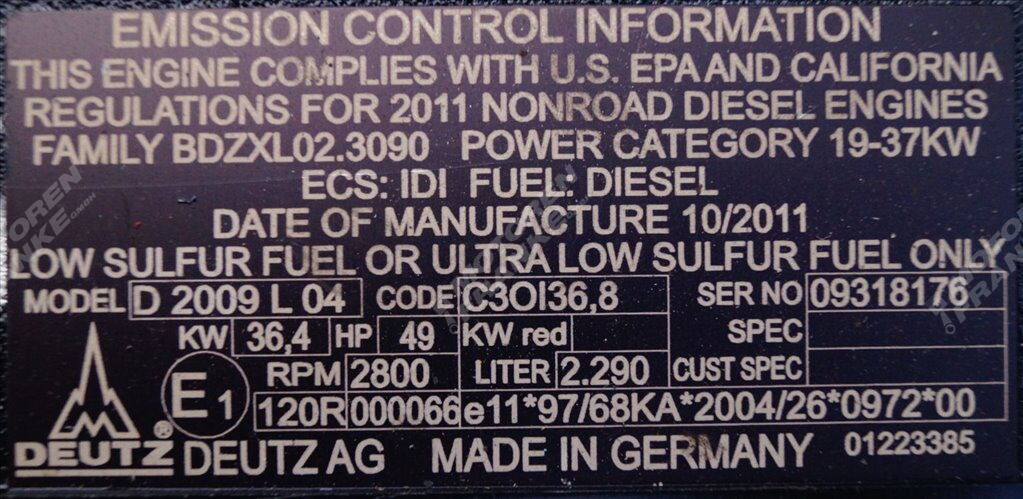 EMISSION CONTROL INFORMATION
THIS ENGINE COMPLIES WITH U.S. EPA AND CALIFORNIA
REGULATIONS FOR 2011 NONROAD DIESEL ENGINES
FAMILY BDZXL02.3090 POWER CATEGORY 19-37KW
ECS: IDI FUEL: DIESEL
DATE OF MANUFACTURE 10/2011
LOW SULFUR FUEL OR ULTRA LOW SULFUR FUEL ONLY
MODEL D 2009 L 04 CODE C3OI36,8 SER NO 09318176
KW 36,4 HP 49 KW red SPEC
E1 RPM 2800 LITER 2.290 CUST SPEC
120R000066 e11*97/68KA*2004/26*0972*00
DEUTZ® DEUTZ AG MADE IN GERMANY 01223385